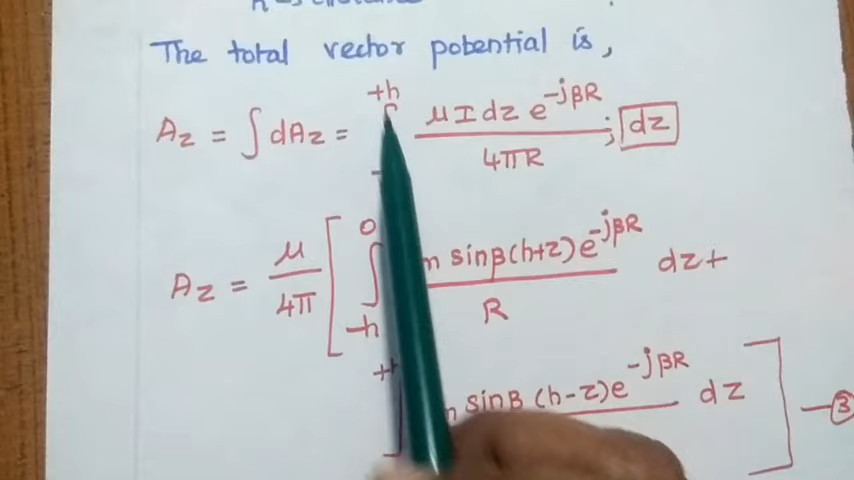 The total vector potential is,
Az = ∫ dAz = ∫ +h μ I dz e^-jβR / 4πR ; dz
Az = μ/4π [ ∫ 0 -h sinβ(h+z) e^-jβR / R dz +
sinβ (h-z) e^-jβR dz ] — ③